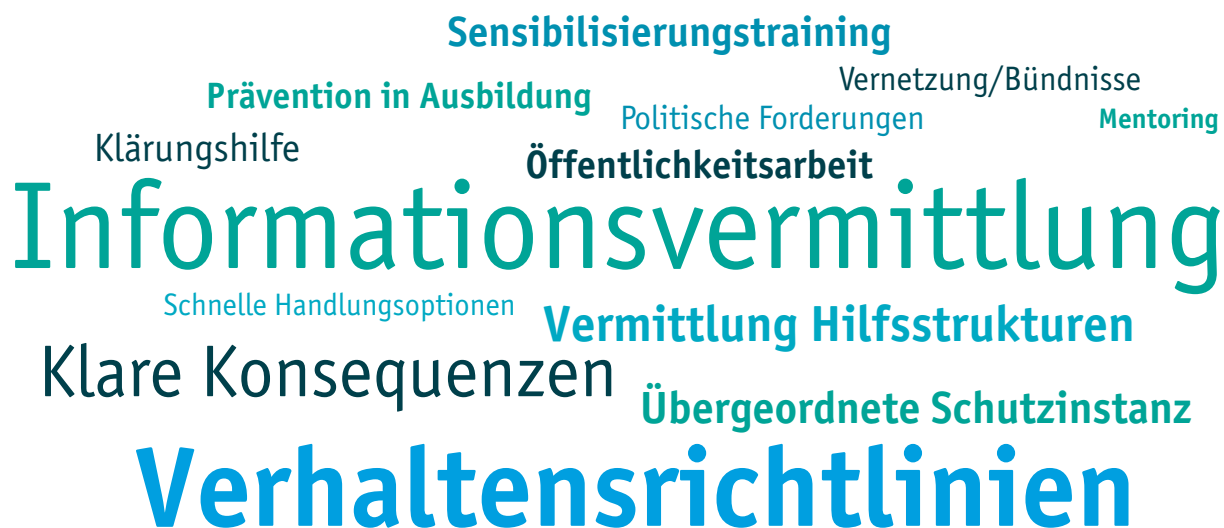 Sensibilisierungstraining
Vernetzung/Bündnisse
Prävention in Ausbildung
Politische Forderungen
Mentoring
Klärungshilfe
Öffentlichkeitsarbeit
Informationsvermittlung
Schnelle Handlungsoptionen
Vermittlung Hilfsstrukturen
Klare Konsequenzen
Übergeordnete Schutzinstanz
Verhaltensrichtlinien